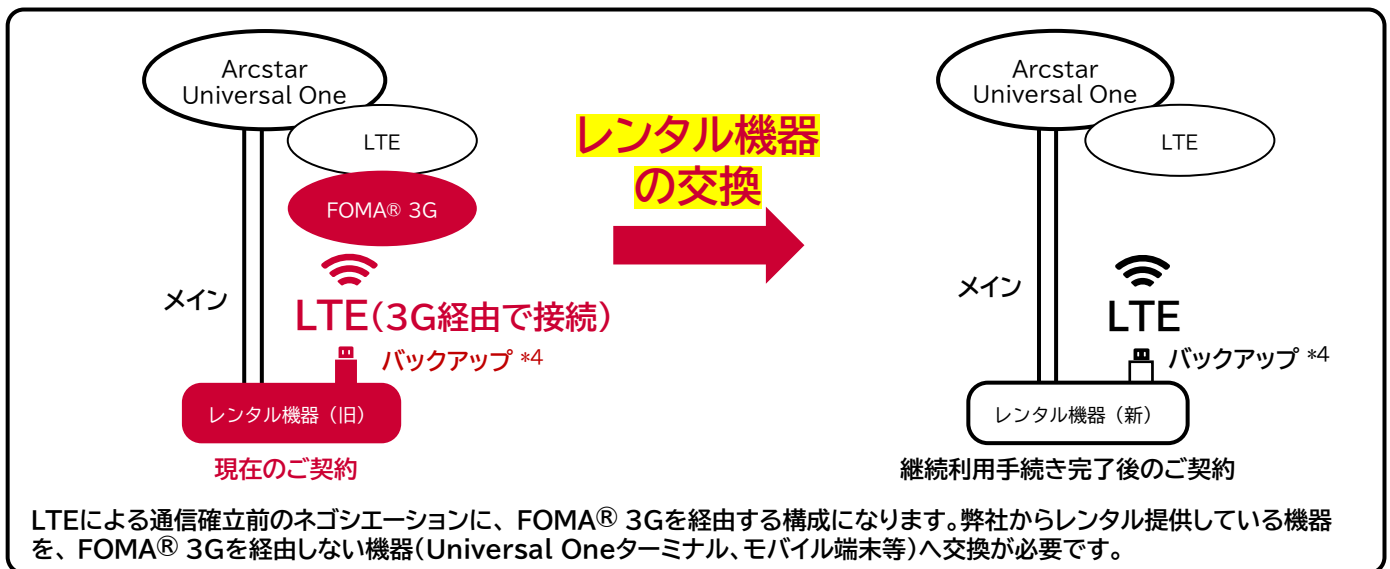 Arcstar
Universal One
LTE
FOMA® 3G
メイン
LTE(3G経由で接続)
バックアップ *4
レンタル機器（旧）
現在のご契約
レンタル機器
の交換
Arcstar
Universal One
LTE
メイン
LTE
バックアップ *4
レンタル機器（新）
継続利用手続き完了後のご契約
LTEによる通信確立前のネゴシエーションに、FOMA® 3Gを経由する構成になります。弊社からレンタル提供している機器
を、FOMA® 3Gを経由しない機器(Universal Oneターミナル、モバイル端末等)へ交換が必要です。